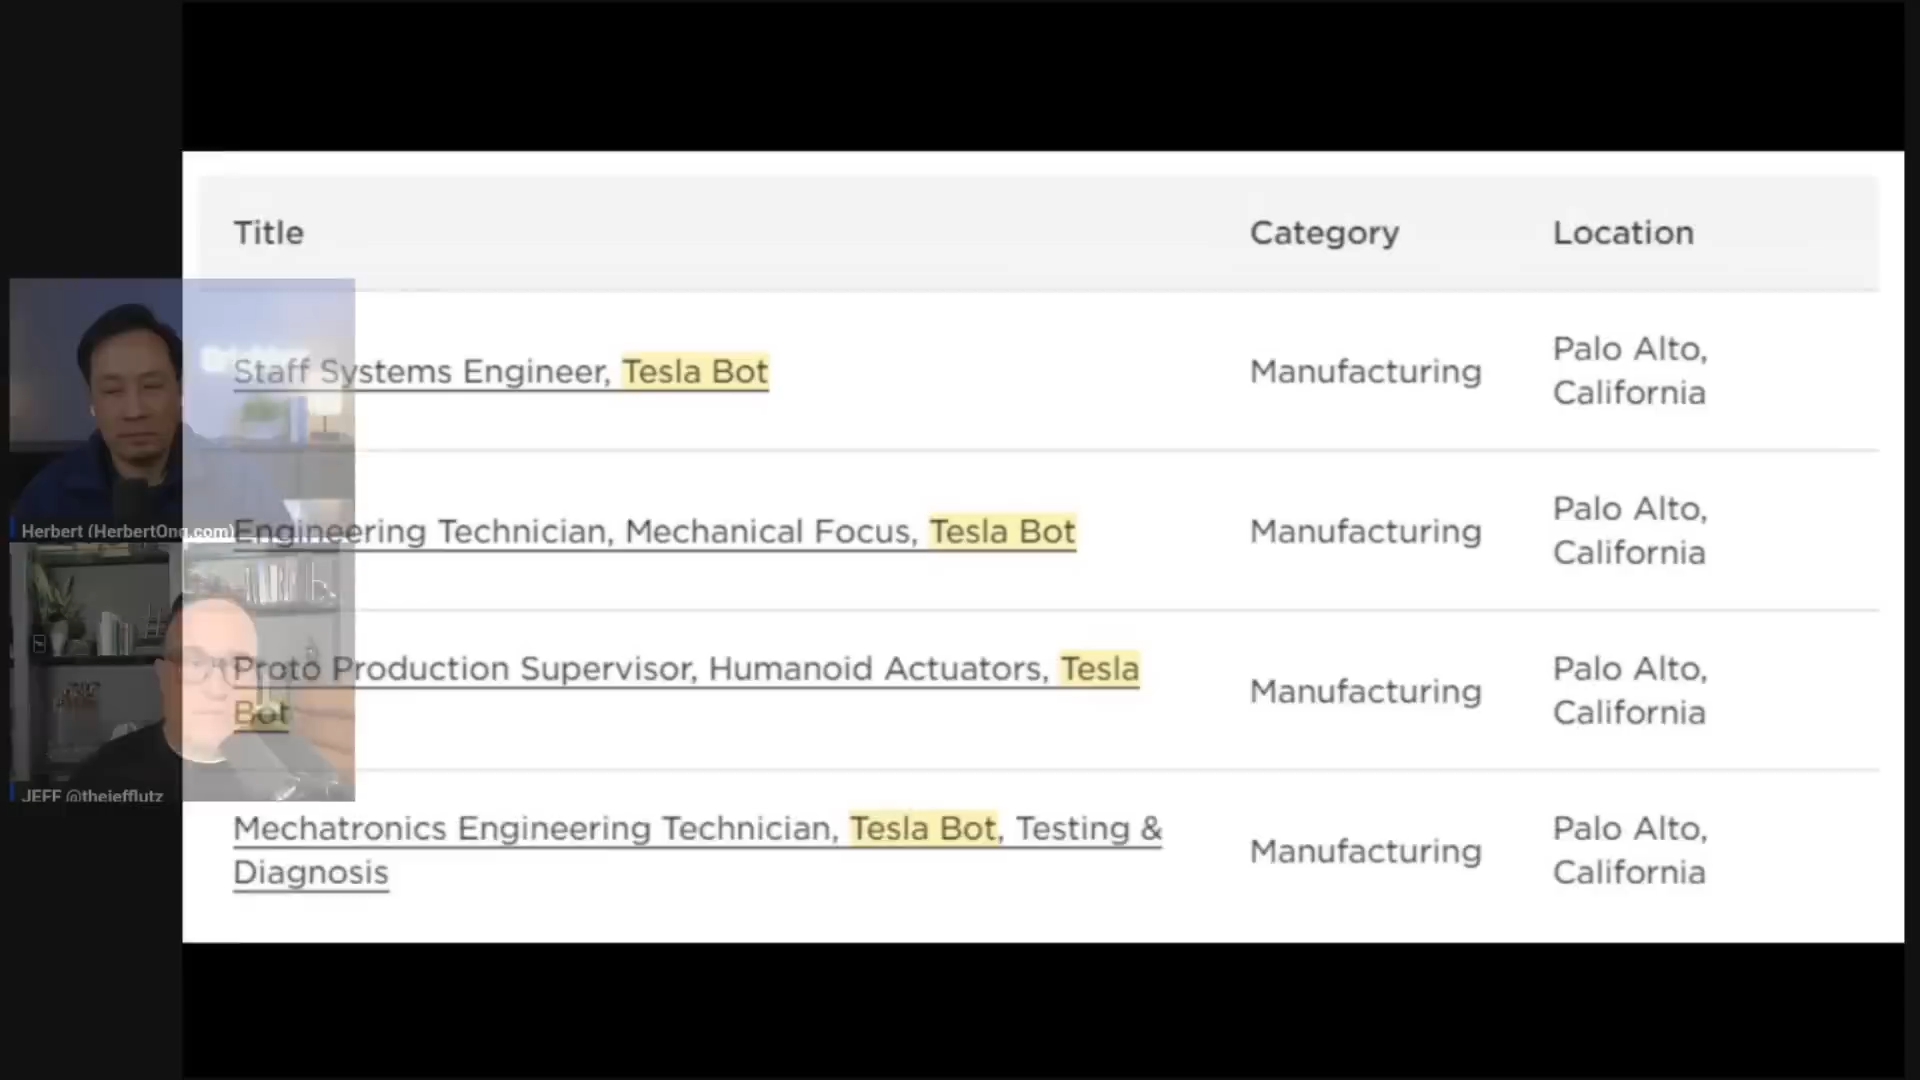 Title Category Location
Staff Systems Engineer, Tesla Bot Manufacturing Palo Alto,
California
Engineering Technician, Mechanical Focus, Tesla Bot Manufacturing Palo Alto,
California
Proto Production Supervisor, Humanoid Actuators, Tesla
Bot Manufacturing Palo Alto,
California
Mechatronics Engineering Technician, Tesla Bot, Testing &
Diagnosis Manufacturing Palo Alto,
California
Herbert (HerbertOng.com)
JEFF @thejefflutz